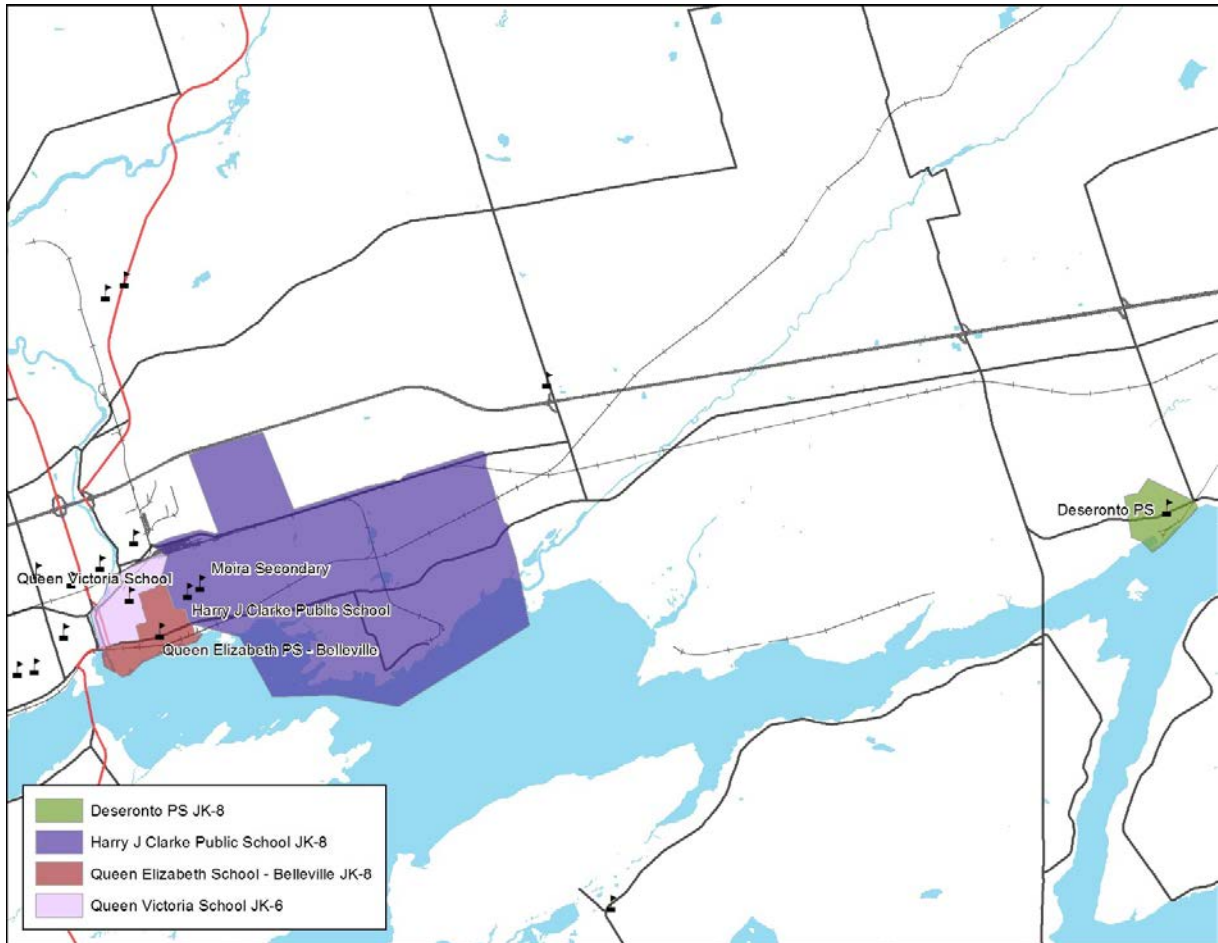 Deseronto PS
Queen Victoria School
Moira Secondary
Harry J Clarke Public School
Queen Elizabeth PS - Belleville
Deseronto PS JK-8
Harry J Clarke Public School JK-8
Queen Elizabeth School - Belleville JK-8
Queen Victoria School JK-6